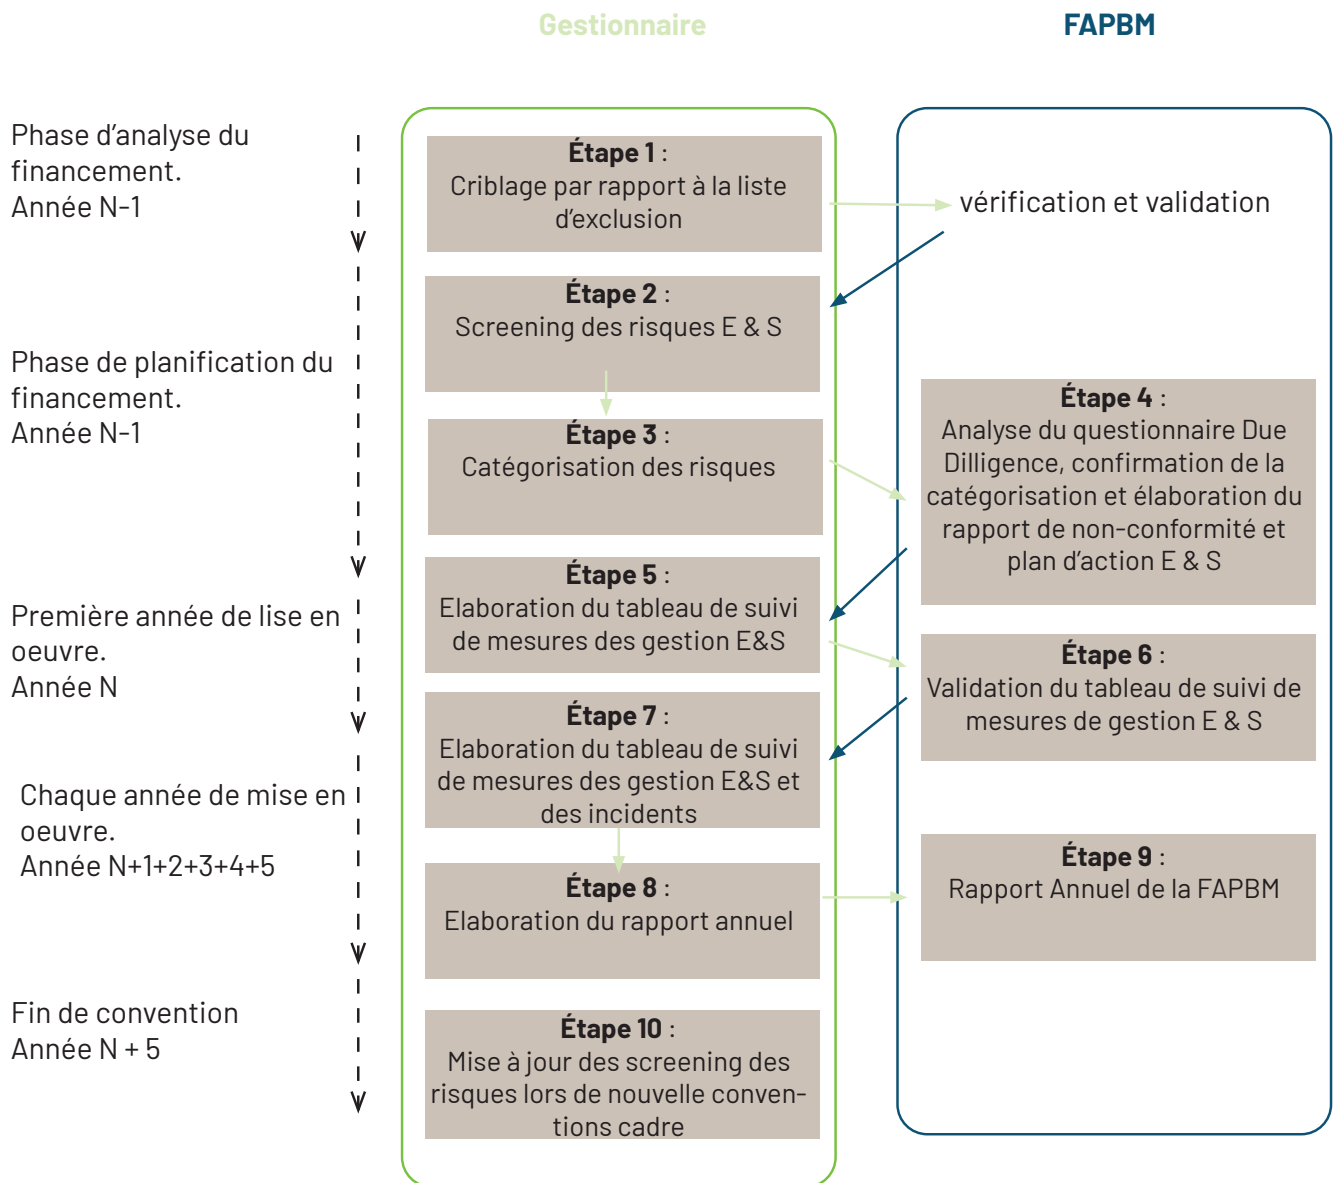 Gestionnaire
FAPBM
Phase d’analyse du
financement.
Année N-1
Étape 1 :
Criblage par rapport à la liste
d’exclusion
vérification et validation
Étape 2 :
Screening des risques E & S
Phase de planification du
financement.
Année N-1
Étape 3 :
Catégorisation des risques
Étape 4 :
Analyse du questionnaire Due
Dilligence, confirmation de la
catégorisation et élaboration du
rapport de non-conformité et
plan d’action E & S
Étape 5 :
Elaboration du tableau de suivi
de mesures des gestion E&S
Première année de lise en
oeuvre.
Année N
Étape 6 :
Validation du tableau de suivi de
mesures de gestion E & S
Étape 7 :
Elaboration du tableau de suivi
de mesures des gestion E&S et
des incidents
Chaque année de mise en
oeuvre.
Année N+1+2+3+4+5
Étape 8 :
Elaboration du rapport annuel
Étape 9 :
Rapport Annuel de la FAPBM
Fin de convention
Année N + 5
Étape 10 :
Mise à jour des screening des
risques lors de nouvelle conven-
tions cadre